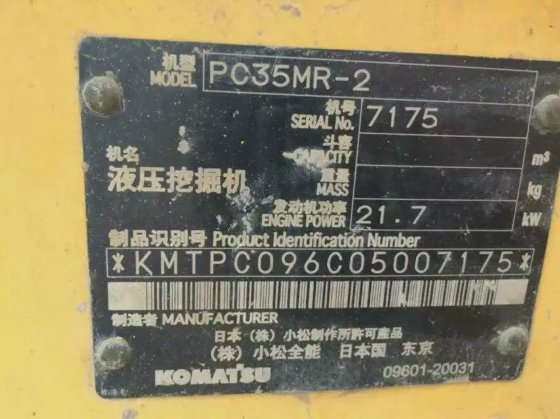 机型
MODEL PC35MR-2
机号
SERIAL No. 7175
斗容
CAPACITY m³
机名
液压挖掘机
重量
MASS kg
发动机功率
ENGINE POWER 21.7 kW
制品识别号 Product Identification Number
*KMTPC096C05007175*
制造者 MANUFACTURER
日本（株）小松制作所許可産品
（株）小松全能 日本国 东京
KOMATSU 09601-20031